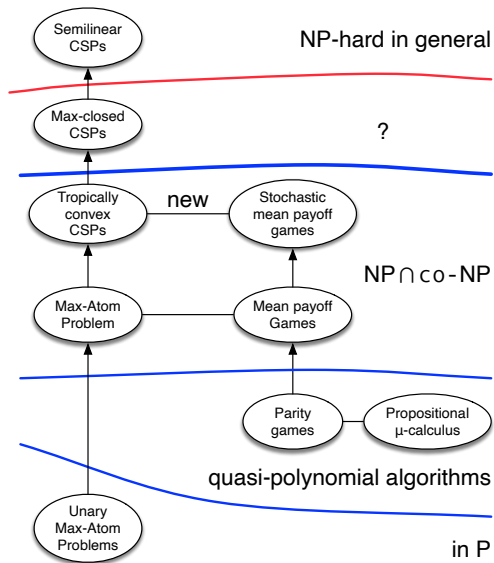 Semilinear
CSPs
NP-hard in general
Max-closed
CSPs
?
Tropically
convex
CSPs
new
Stochastic
mean payoff
games
NP∩co-NP
Max-Atom
Problem
Mean payoff
Games
Parity
games
Propositional
μ-calculus
quasi-polynomial algorithms
Unary
Max-Atom
Problems
in P